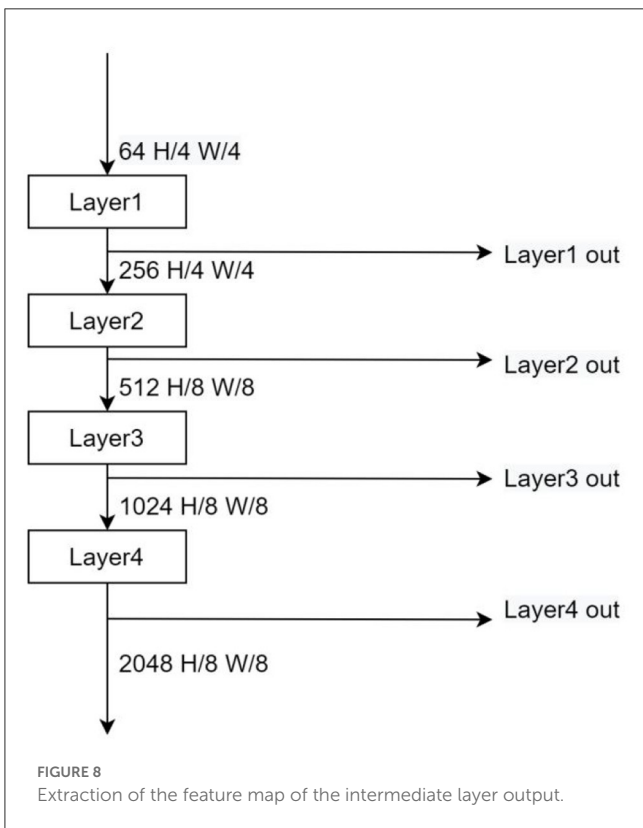 64 H/4 W/4
Layer1
Layer1 out
256 H/4 W/4
Layer2
Layer2 out
512 H/8 W/8
Layer3
Layer3 out
1024 H/8 W/8
Layer4
Layer4 out
2048 H/8 W/8
FIGURE 8
Extraction of the feature map of the intermediate layer output.